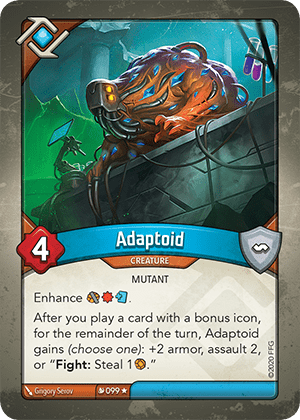 Adaptoid
CREATURE
4
MUTANT
Enhance .
After you play a card with a bonus icon,
for the remainder of the turn, Adaptoid
gains (choose one): +2 armor, assault 2,
or “Fight: Steal 1.”
Grigory Serov
099
©2020 FFG